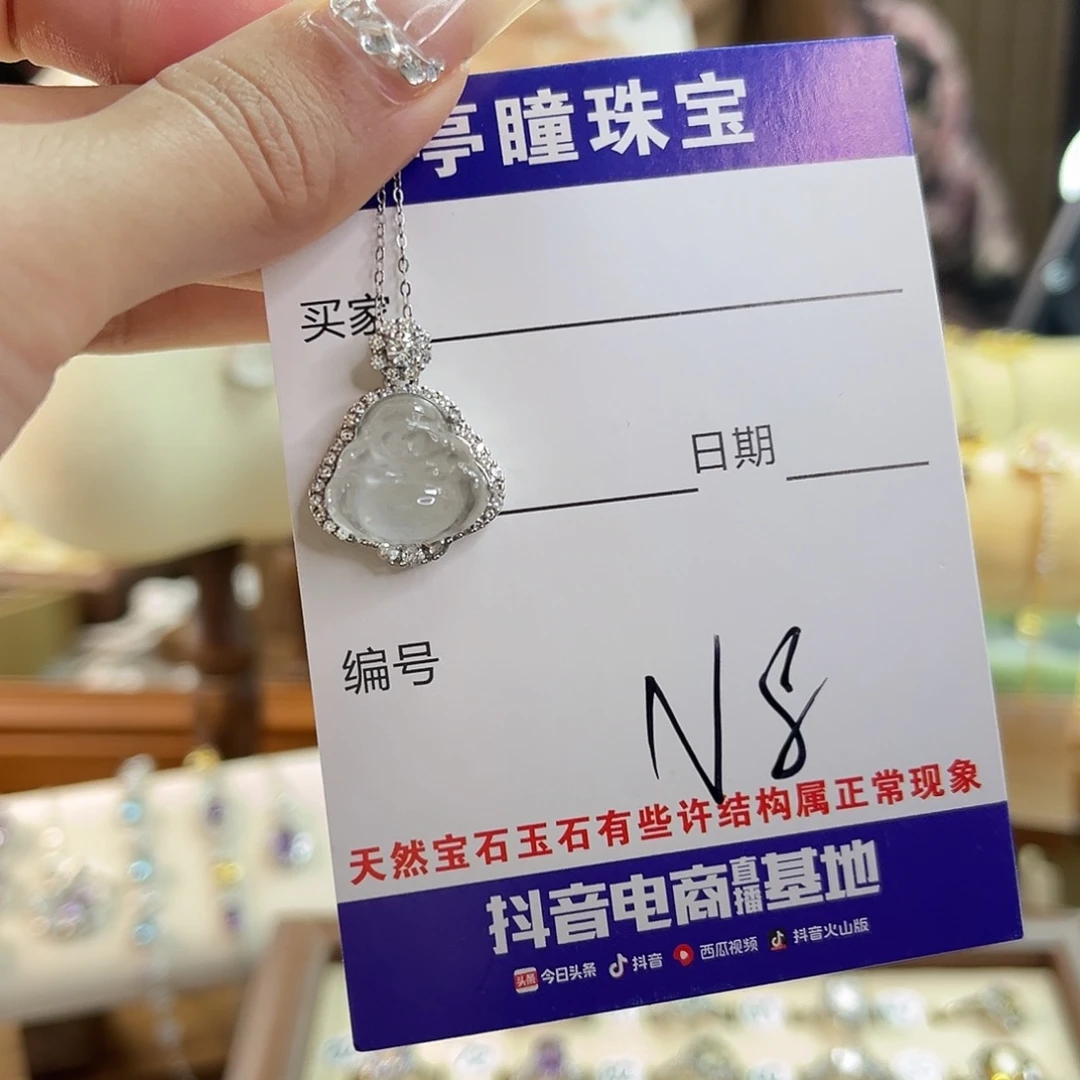 亭瞳珠宝
买家
日期
编号
N8
天然宝石玉石有些许结构属正常现象
抖音电商直播基地
头条 今日头条 抖音 西瓜视频 抖音火山版